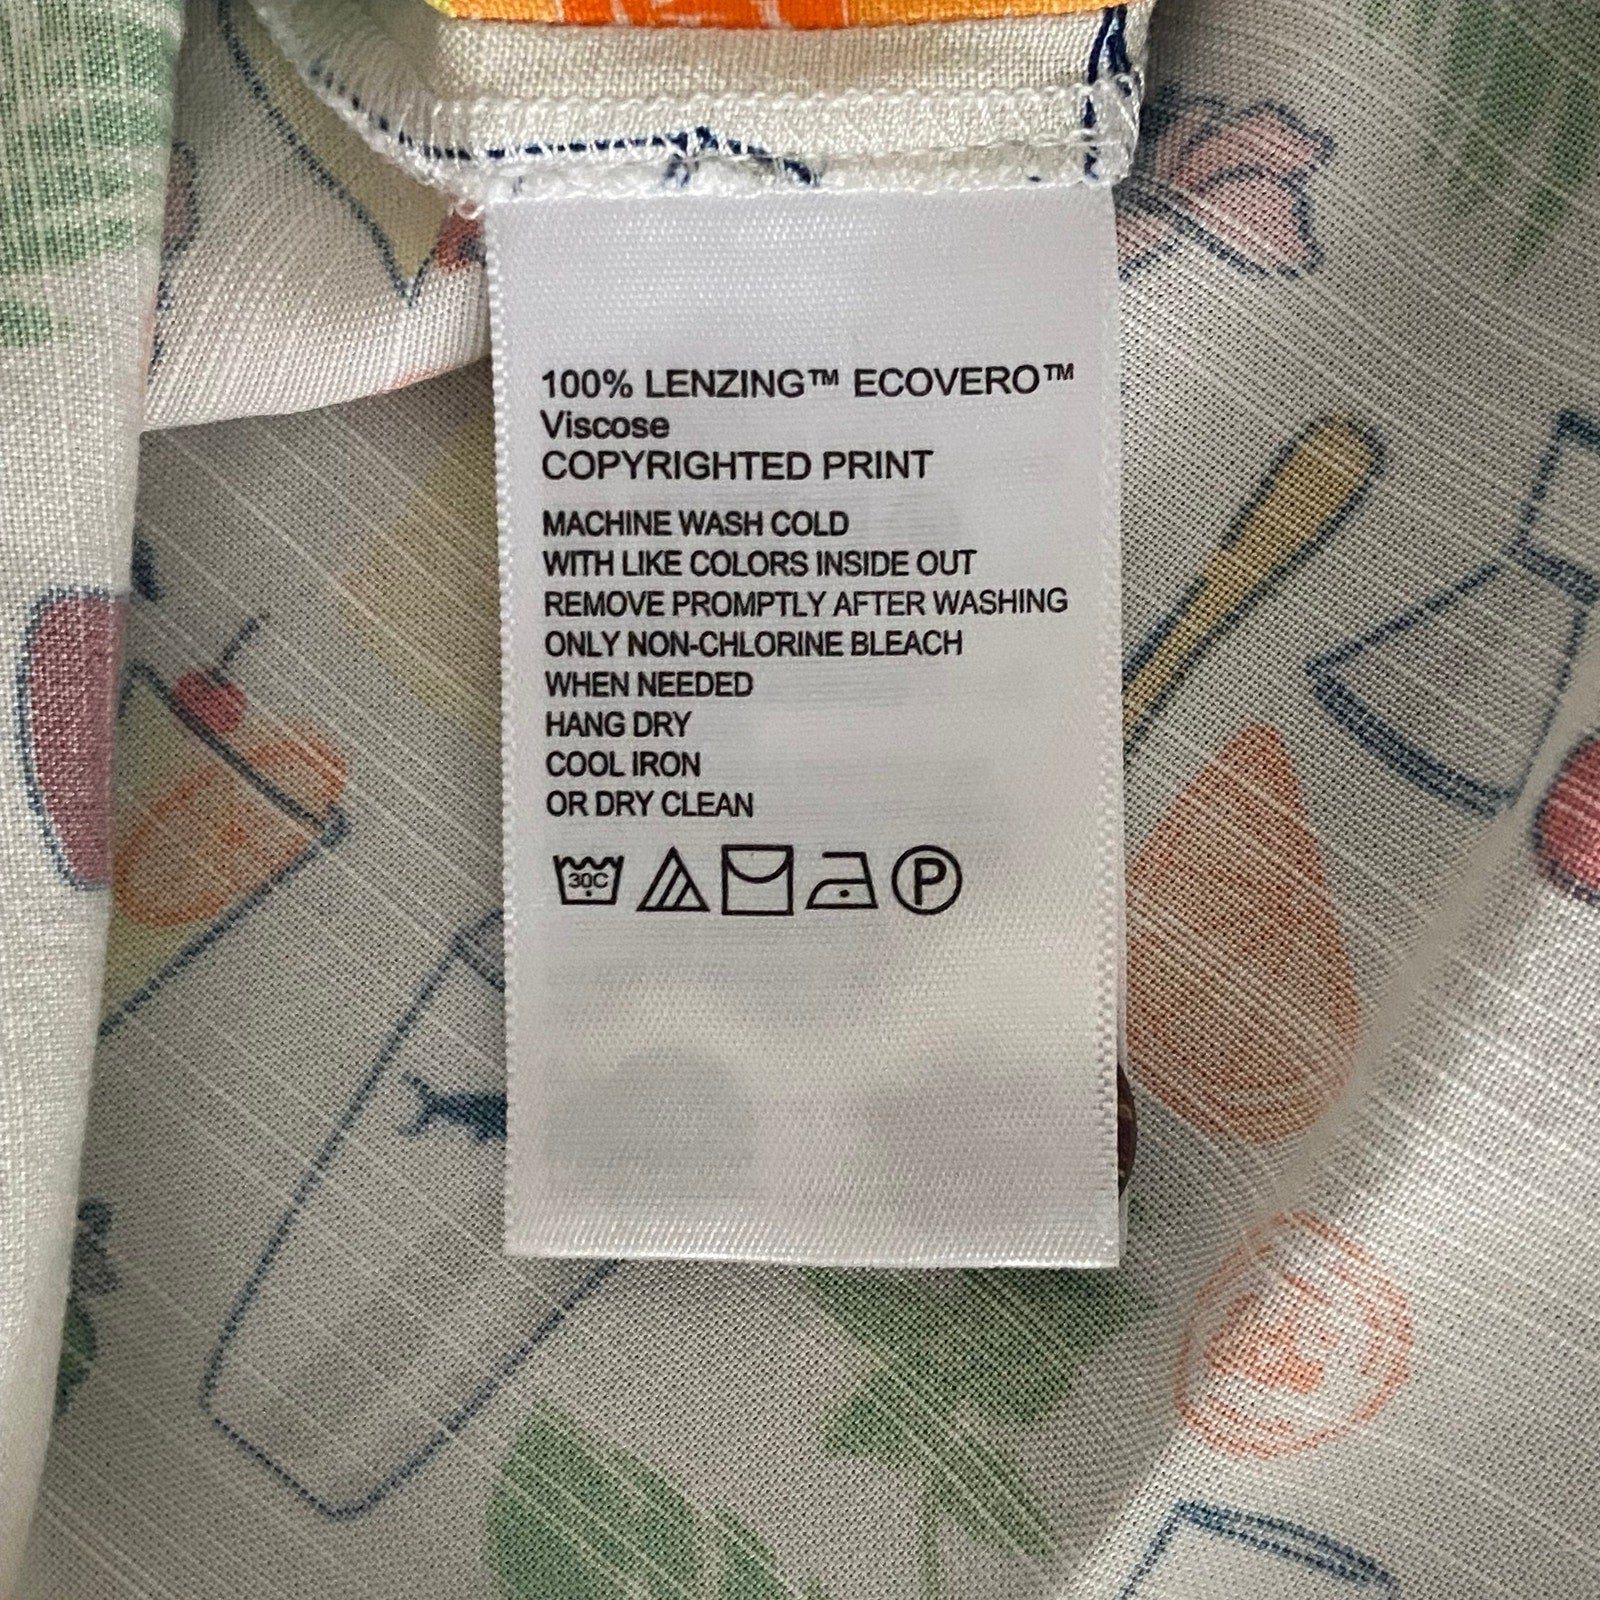 100% LENZING™ ECOVERO™
Viscose
COPYRIGHTED PRINT
MACHINE WASH COLD
WITH LIKE COLORS INSIDE OUT
REMOVE PROMPTLY AFTER WASHING
ONLY NON-CHLORINE BLEACH
WHEN NEEDED
HANG DRY
COOL IRON
OR DRY CLEAN
30C P